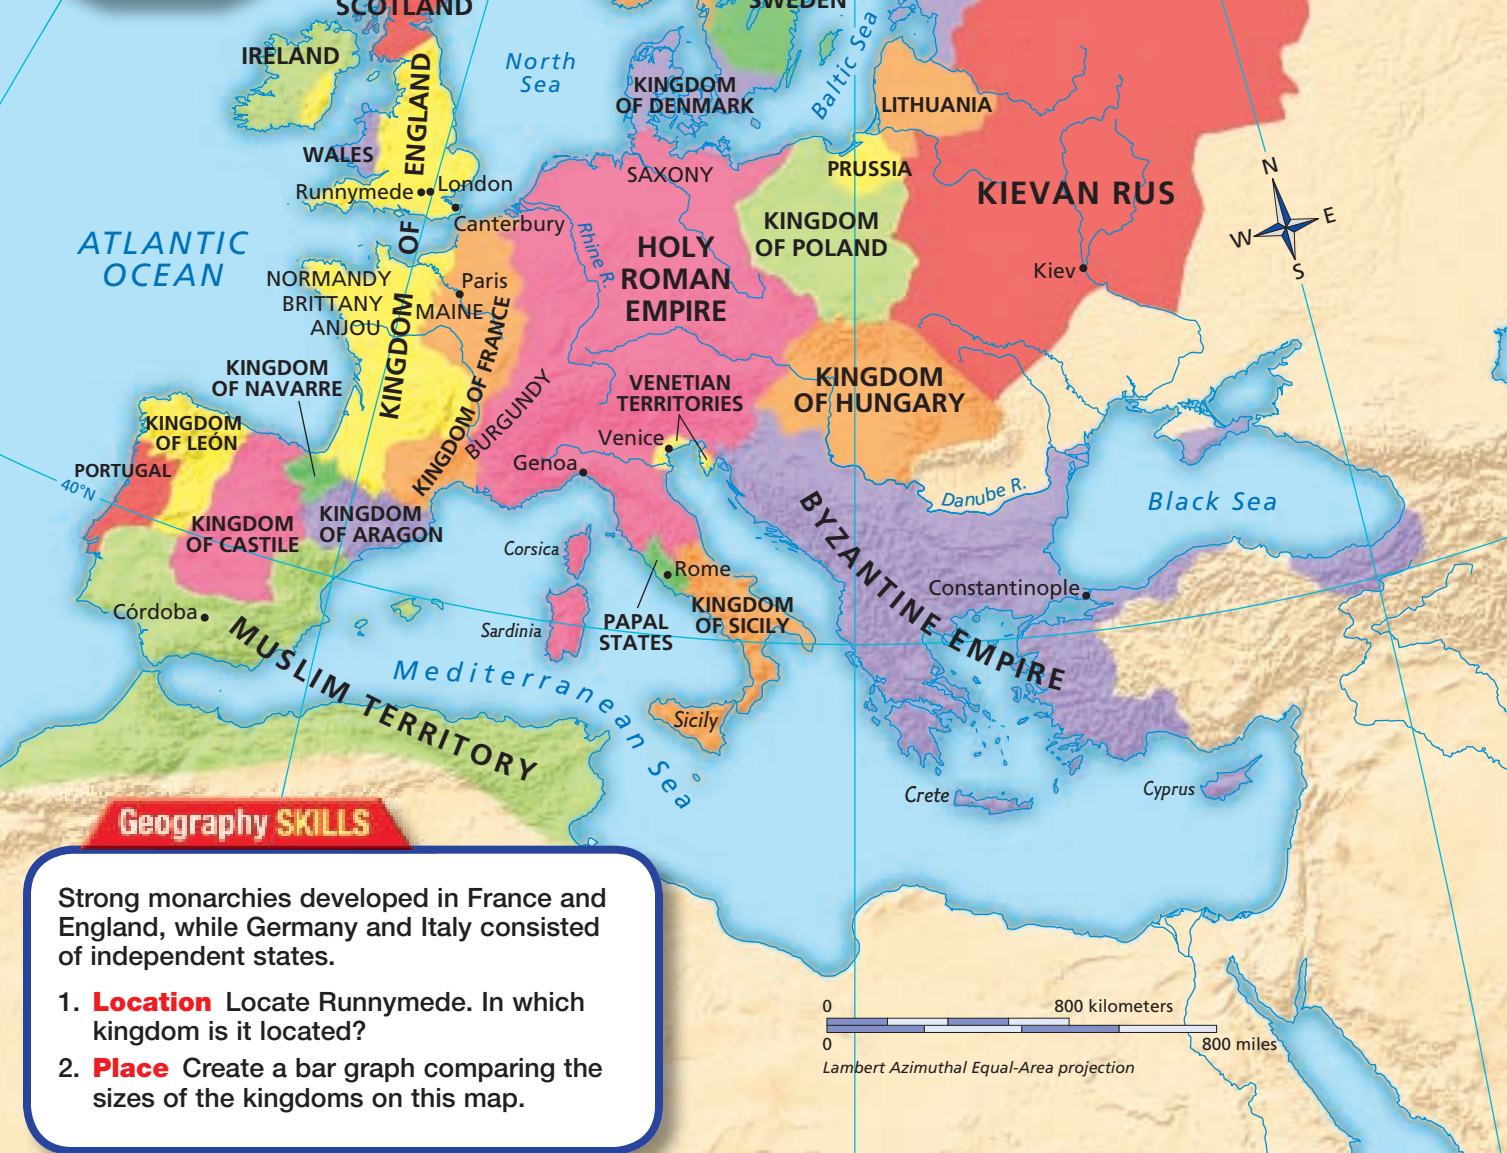 SCOTLAND
SWEDEN
IRELAND
North
Sea
Baltic Sea
KINGDOM
OF DENMARK
LITHUANIA
WALES
KINGDOM OF ENGLAND
SAXONY
PRUSSIA
Runnymede
London
Canterbury
KIEVAN RUS
N
E
W
S
ATLANTIC
OCEAN
Rhine R.
HOLY
ROMAN
EMPIRE
KINGDOM
OF POLAND
Kiev
NORMANDY
BRITTANY
ANJOU
Paris
MAINE
KINGDOM OF FRANCE
BURGUNDY
KINGDOM
OF NAVARRE
VENETIAN
TERRITORIES
KINGDOM
OF HUNGARY
KINGDOM
OF LEÓN
Venice
Genoa
PORTUGAL
40°N
KINGDOM
OF CASTILE
KINGDOM
OF ARAGON
Danube R.
Black Sea
BYZANTINE EMPIRE
Corsica
Rome
Constantinople
Córdoba
Sardinia
PAPAL
STATES
KINGDOM
OF SICILY
MUSLIM TERRITORY
Mediterranean Sea
Sicily
Crete
Cyprus
Geography SKILLS
Strong monarchies developed in France and
England, while Germany and Italy consisted
of independent states.
1. Location Locate Runnymede. In which
kingdom is it located?
2. Place Create a bar graph comparing the
sizes of the kingdoms on this map.
0 800 kilometers
0 800 miles
Lambert Azimuthal Equal-Area projection